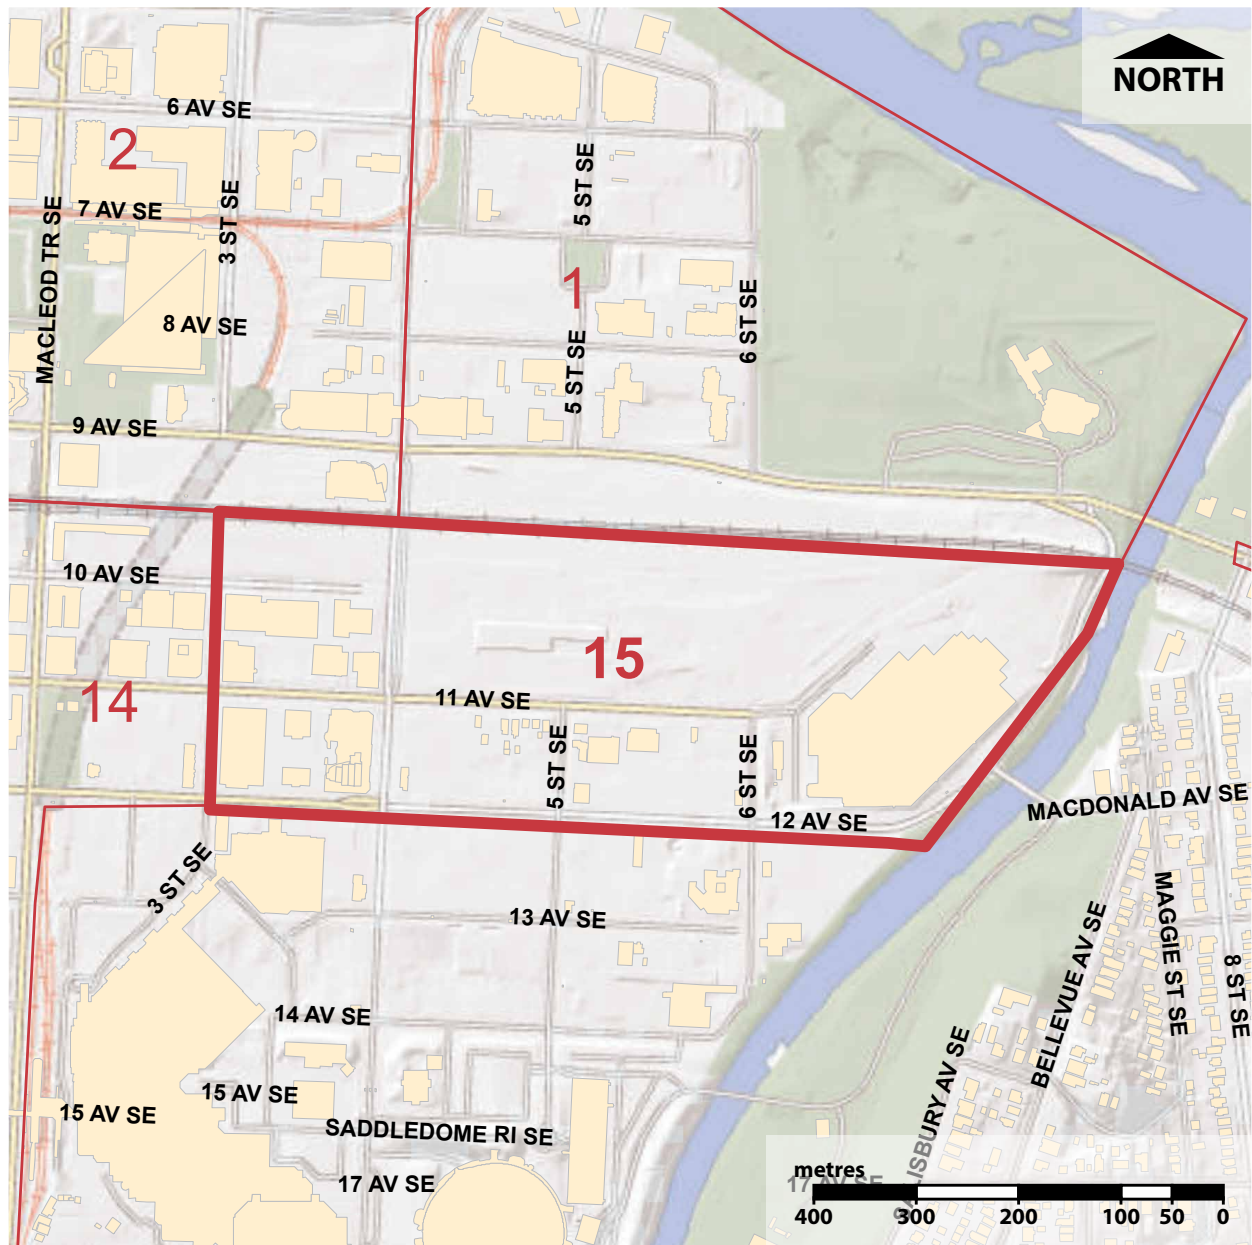 NORTH
6 AV SE
2
5 ST SE
3 ST SE
7 AV SE
MACLEOD TR SE
1
6 ST SE
8 AV SE
5 ST SE
9 AV SE
10 AV SE
15
14
11 AV SE
5 ST SE
6 ST SE
12 AV SE
MACDONALD AV SE
3 ST SE
13 AV SE
MAGGIE ST SE
BELLEVUE AV SE
8 ST SE
14 AV SE
15 AV SE
15 AV SE
SADDLEDOME RI SE
17 AV SE
17 AV SE
metres
400 300 200 100 50 0